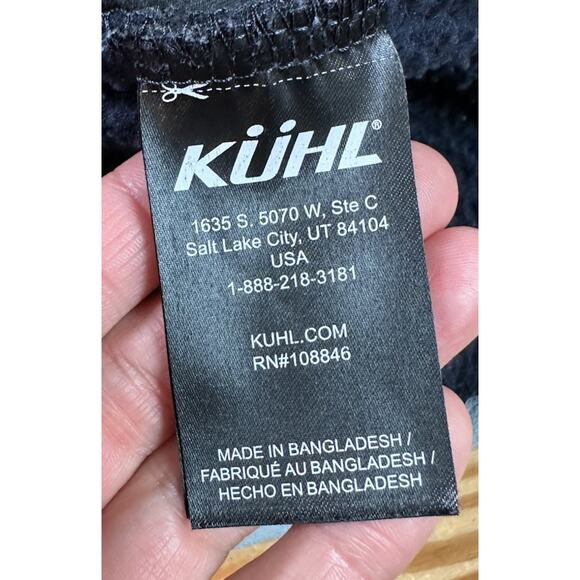 KÜHL®
1635 S. 5070 W, Ste C
Salt Lake City, UT 84104
USA
1-888-218-3181
KUHL.COM
RN#108846
MADE IN BANGLADESH /
FABRIQUÉ AU BANGLADESH /
HECHO EN BANGLADESH